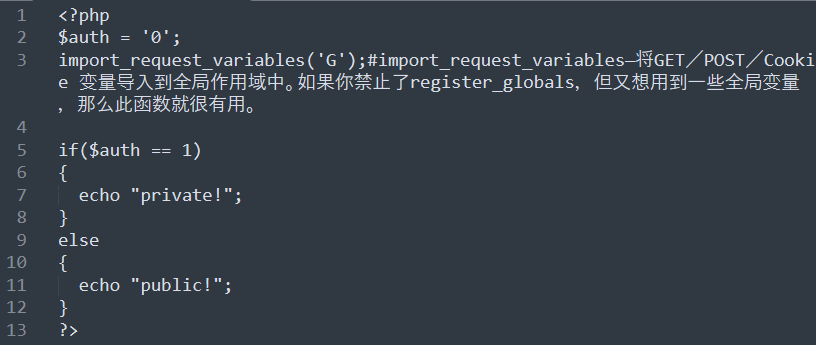 1 <?php
2 $auth = '0';
3 import_request_variables('G');#import_request_variables—将GET／POST／Cooki
e 变量导入到全局作用域中。如果你禁止了register_globals, 但又想用到一些全局变量
, 那么此函数就很有用。
4
5 if($auth == 1)
6 {
7 echo "private!";
8 }
9 else
10 {
11 echo "public!";
12 }
13 ?>